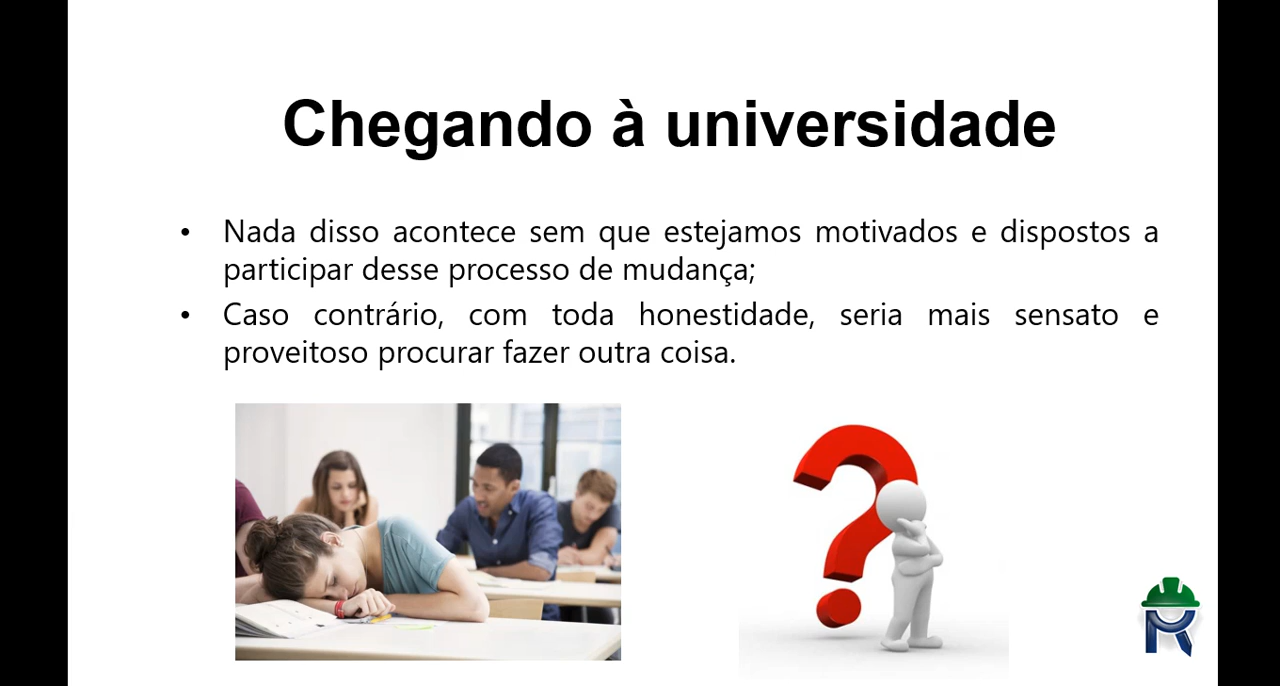 Chegando à universidade
• Nada disso acontece sem que estejamos motivados e dispostos a
participar desse processo de mudança;
• Caso contrário, com toda honestidade, seria mais sensato e
proveitoso procurar fazer outra coisa.
?
R